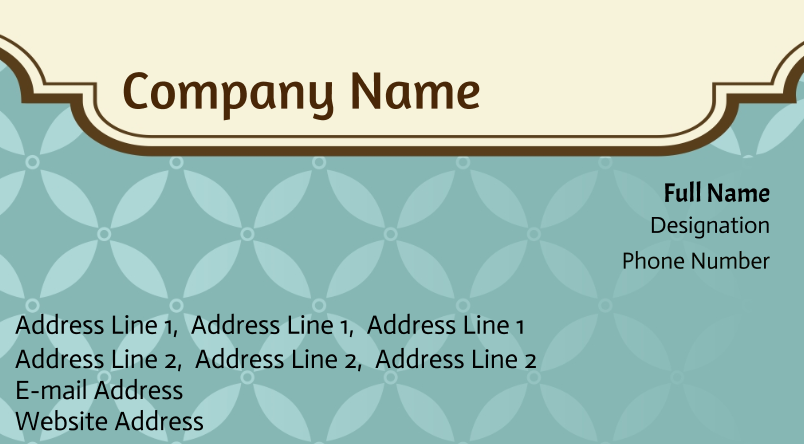 Company Name
Full Name
Designation
Phone Number
Address Line 1,  Address Line 1,  Address Line 1
Address Line 2,  Address Line 2,  Address Line 2
E-mail Address
Website Address